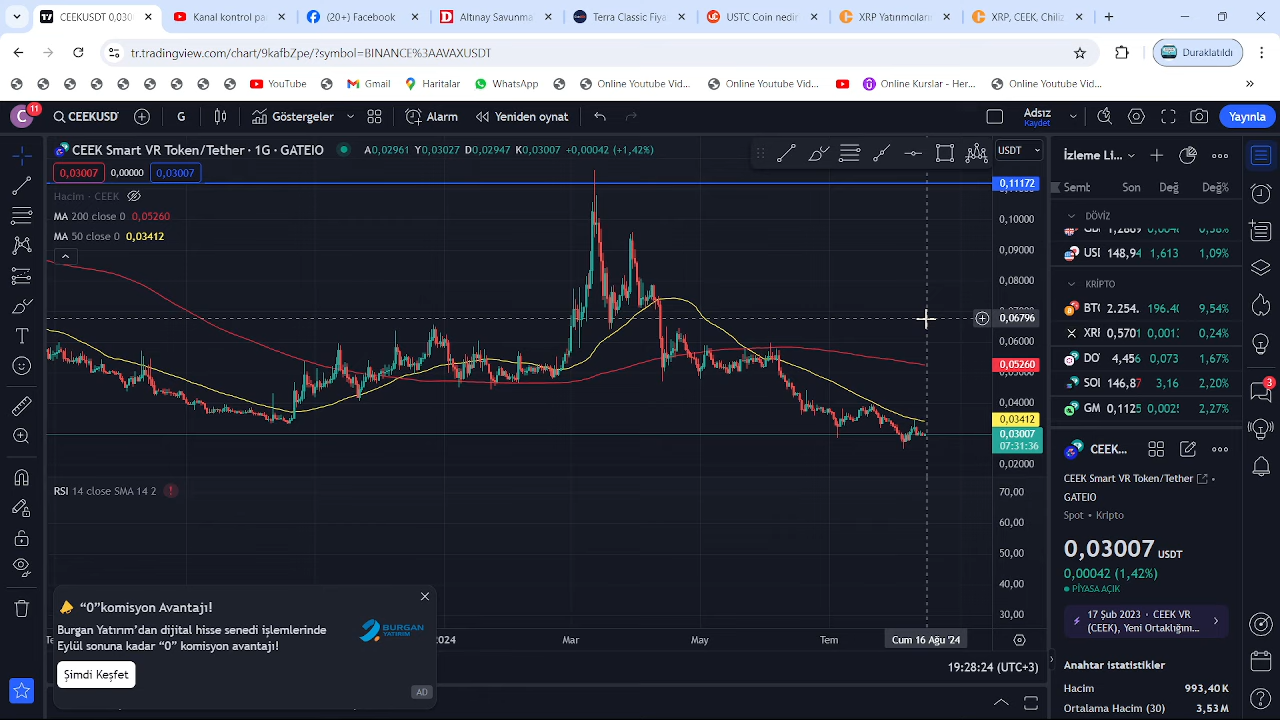 CEEKUSDT 0,03007
Kontrol pa
(20+) Facebook
Savunma
Terra Classic Fiya
Coin nedir
XRP Yatırımcıları
XRP, CEEK, Chiliz
tr.tradingview.com/chart/9kafbZpe/?symbol=BINANCE%3AAVAXUSDT
Duraklatıldı
YouTube
Gmail
Haritalar
WhatsApp
Online Youtube Vid...
Online Youtube Vid...
Online Kurslar - Her...
Online Youtube Vid...
C 11
CEEKUSD
G
Göstergeler
Alarm
Yeniden oynat
Adsız
Kaydet
Yayınla
CEEK Smart VR Token/Tether · 1G · GATEIO
A0,02961 Y0,03027 D0,02947 K0,03007 +0,00042 (+1,42%)
USDT
0,03007
0,0000
0,03007
Hacim · CEEK
MA 200 close 0 0,05260
MA 50 close 0 0,03412
0,11172
0,10000
0,09000
0,08000
0,06796
0,06000
0,05260
0,04000
0,03412
0,03007
07:31:36
0,02000
RSI 14 close SMA 14 2
70,00
60,00
50,00
40,00
30,00
“0”komisyon Avantajı!
Burgan Yatırım’dan dijital hisse senedi işlemlerinde
Eylül sonuna kadar “0” komisyon avantajı!
BURGAN
YATIRIM
Şimdi Keşfet
AD
2024
Mar
May
Tem
Cum 16 Ağu '24
19:28:24 (UTC+3)
İzleme Li...
Semb
Son
Değ
Değ%
DÖVİZ
USI 148,94 1,613 1,09%
KRİPTO
BTC 2.254. 196.40 9,54%
XRI 0,5701 0,001 0,24%
DO 4,456 0,073 1,67%
SOI 146,87 3,16 2,20%
GM 0,1125 0,002 2,27%
CEEK...
CEEK Smart VR Token/Tether
GATEIO
Spot • Kripto
0,03007 USDT
0,00042 (1,42%)
PİYASA AÇIK
17 Şub 2023 • CEEK VR
(CEEK), Yeni Ortaklığın...
Anahtar istatistikler
Hacim 993,40 K
Ortalama Hacim (30) 3,53 M
3